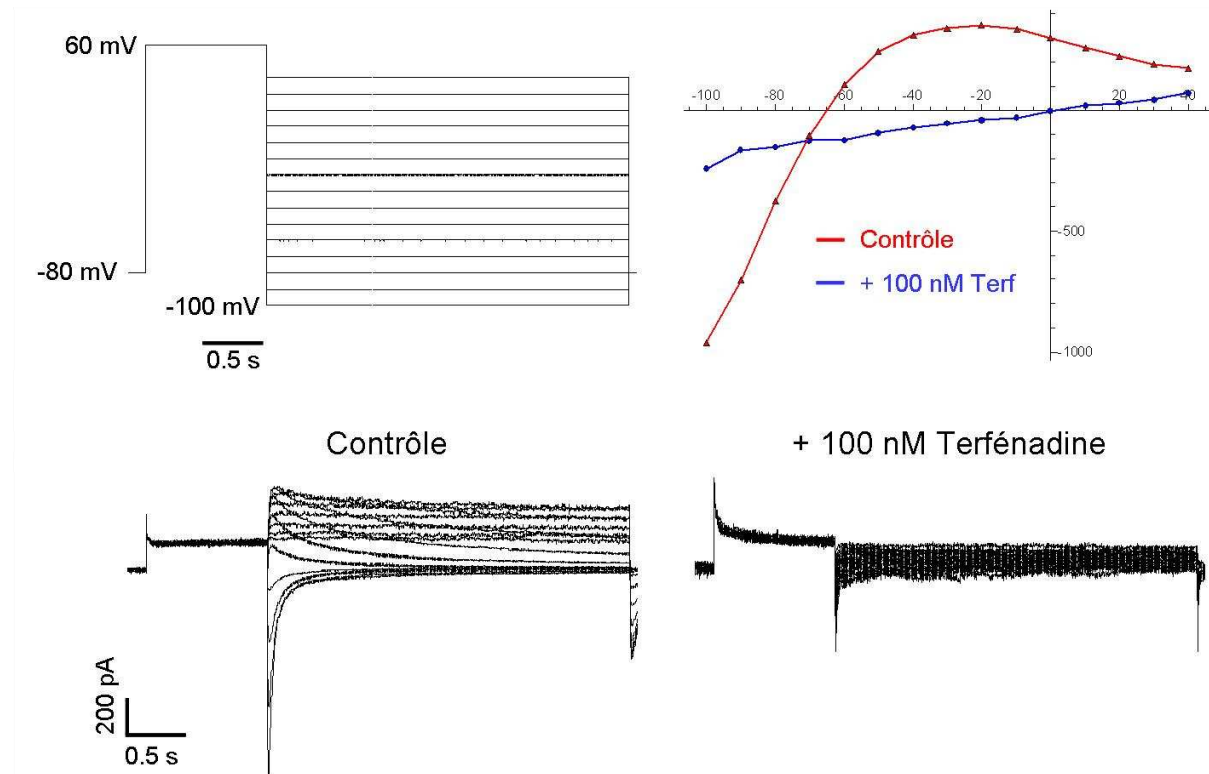 60 mV
-80 mV
-100 mV
0.5 s
-100 -80 -60 -40 -20 20 40
-500
-1000
Contrôle
+ 100 nM Terf
Contrôle
+ 100 nM Terfénadine
200 pA
0.5 s